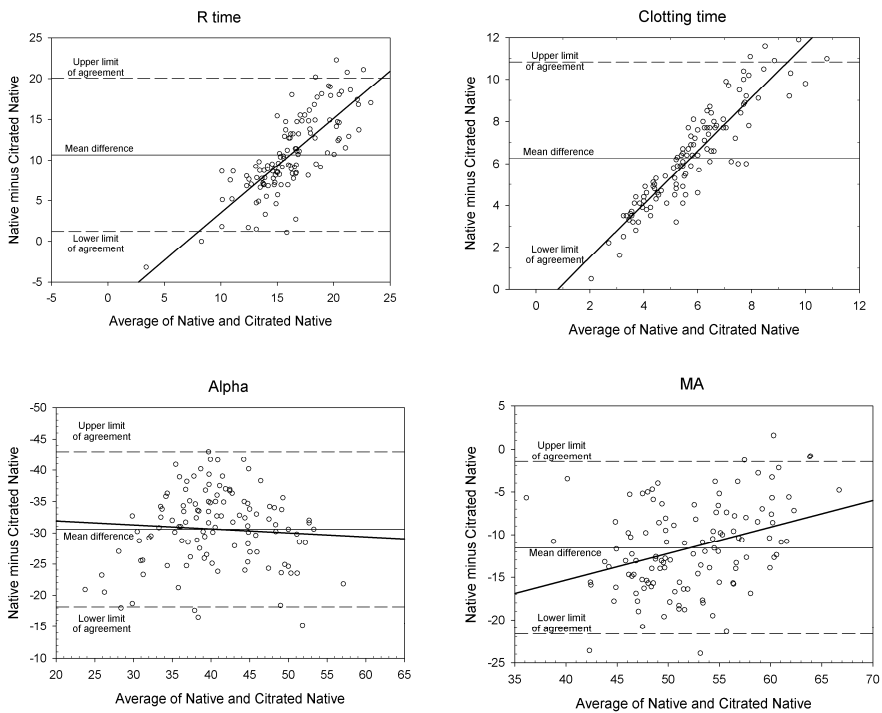 R time
25
20
15
10
5
0
-5
-5 0 5 10 15 20 25
Native minus Citrated Native
Upper limit
of agreement
Mean difference
Lower limit
of agreement
Average of Native and Citrated Native
Clotting time
12
10
8
6
4
2
0
0 2 4 6 8 10 12
Native minus Citrated Native
Upper limit
of agreement
Mean difference
Lower limit
of agreement
Average of Native and Citrated Native
Alpha
-50
-45
-40
-35
-30
-25
-20
-15
-10
20 25 30 35 40 45 50 55 60 65
Native minus Citrated Native
Upper limit
of agreement
Mean difference
Lower limit
of agreement
Average of Native and Citrated Native
MA
5
0
-5
-10
-15
-20
-25
35 40 45 50 55 60 65 70
Native minus Citrated Native
Upper limit
of agreement
Mean difference
Lower limit
of agreement
Average of Native and Citrated Native